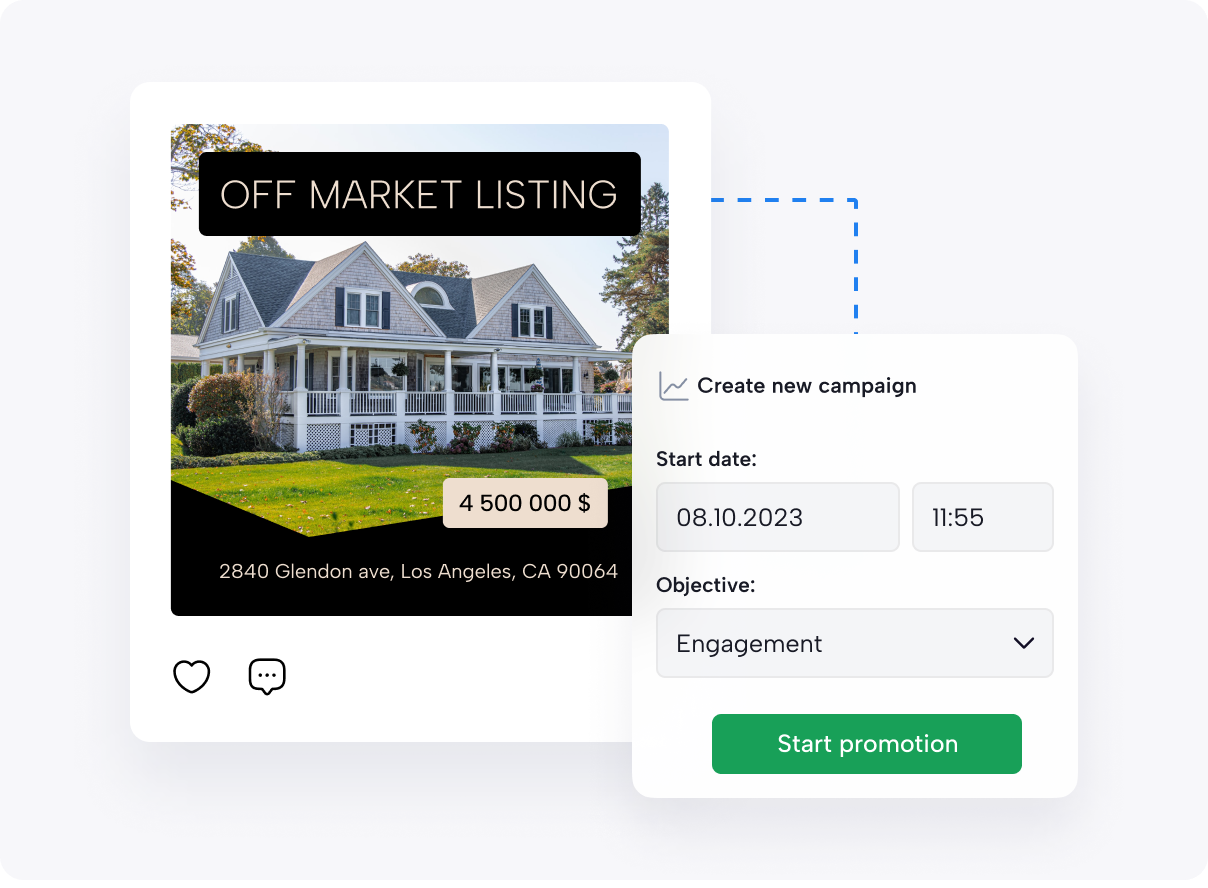 OFF MARKET LISTING
4 500 000 $
2840 Glendon ave, Los Angeles, CA 90064
Create new campaign
Start date:
08.10.2023
11:55
Objective:
Engagement
Start promotion